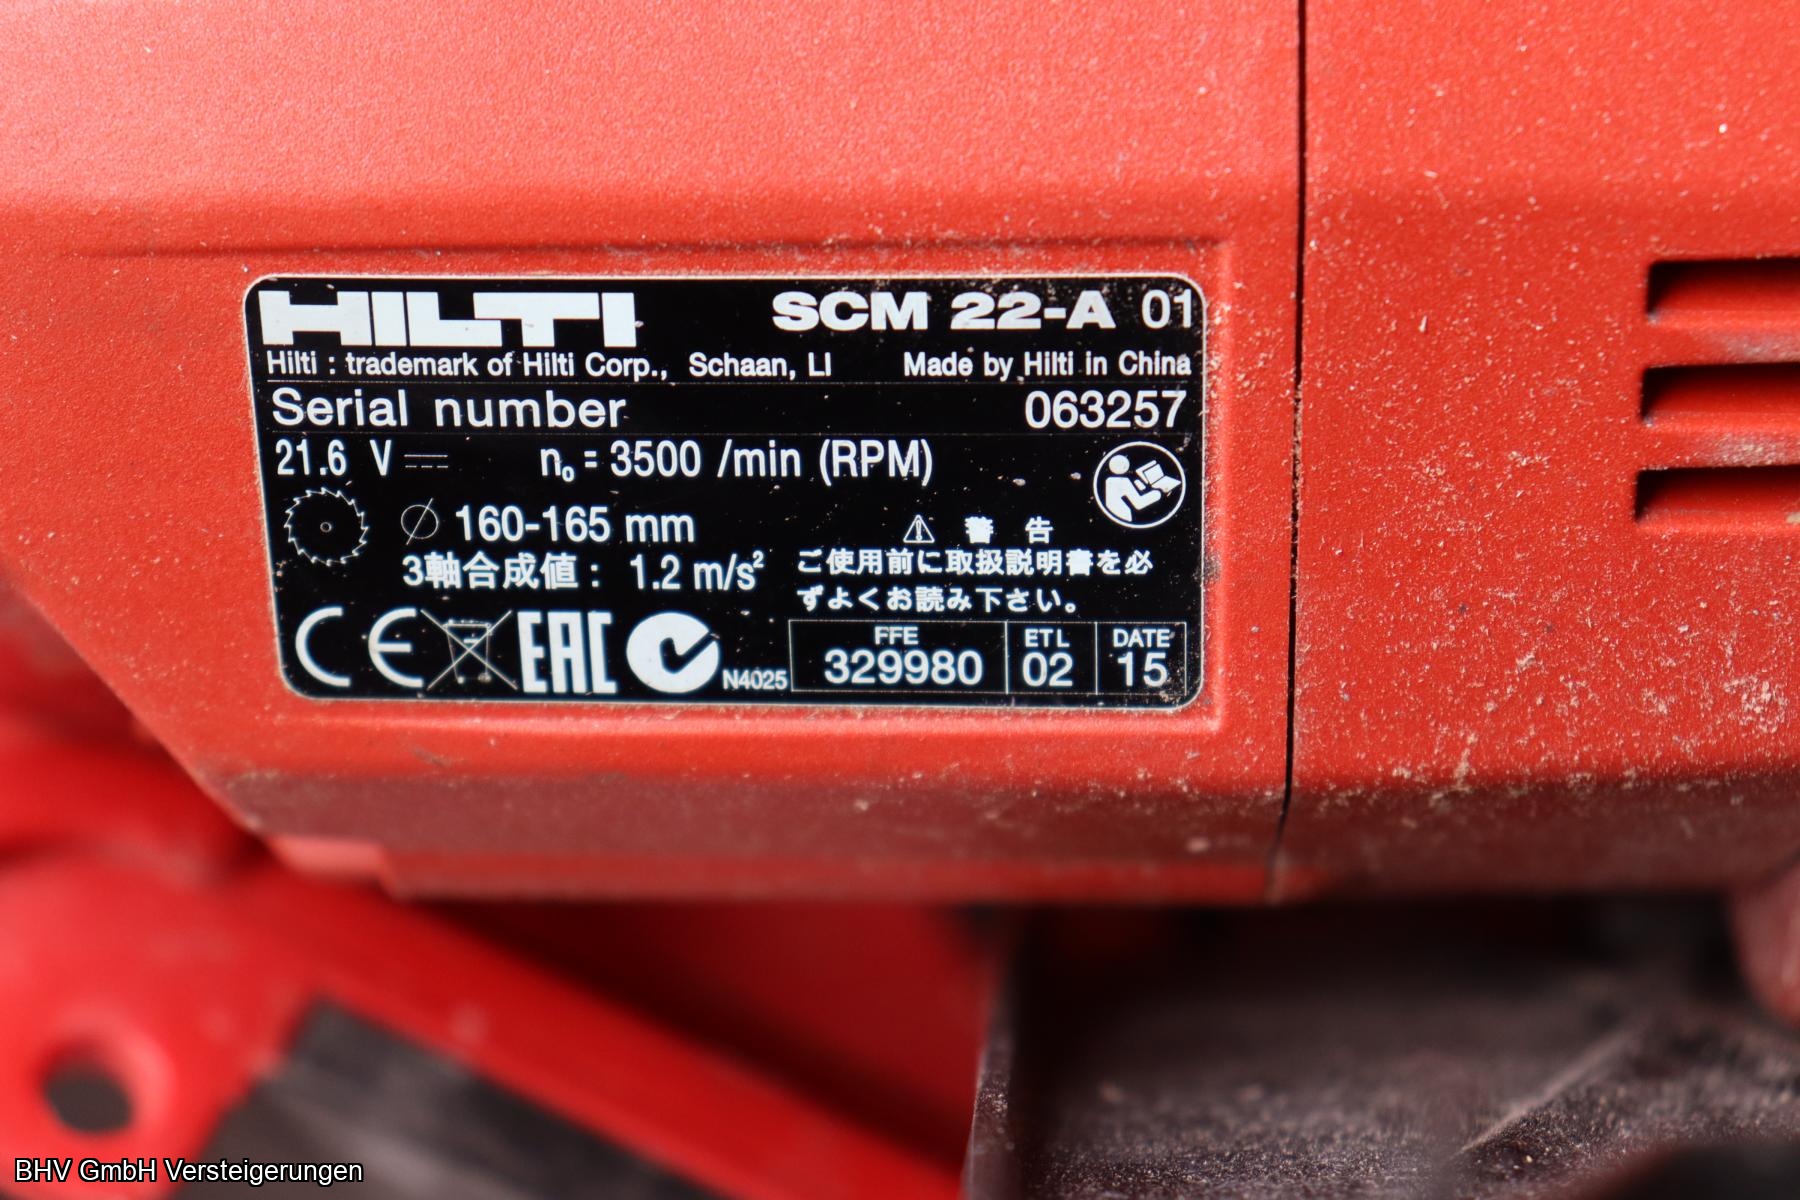 HILTI SCM 22-A 01
Hilti : trademark of Hilti Corp., Schaan, LI Made by Hilti in China
Serial number 063257
21.6 V n₀ = 3500 /min (RPM)
160-165 mm
3軸合成値 : 1.2 m/s²
警 告
ご使用前に取扱説明書を必
ずよくお読み下さい。
CE EAC N4025
FFE ETL DATE
329980 02 15
BHV GmbH Versteigerungen